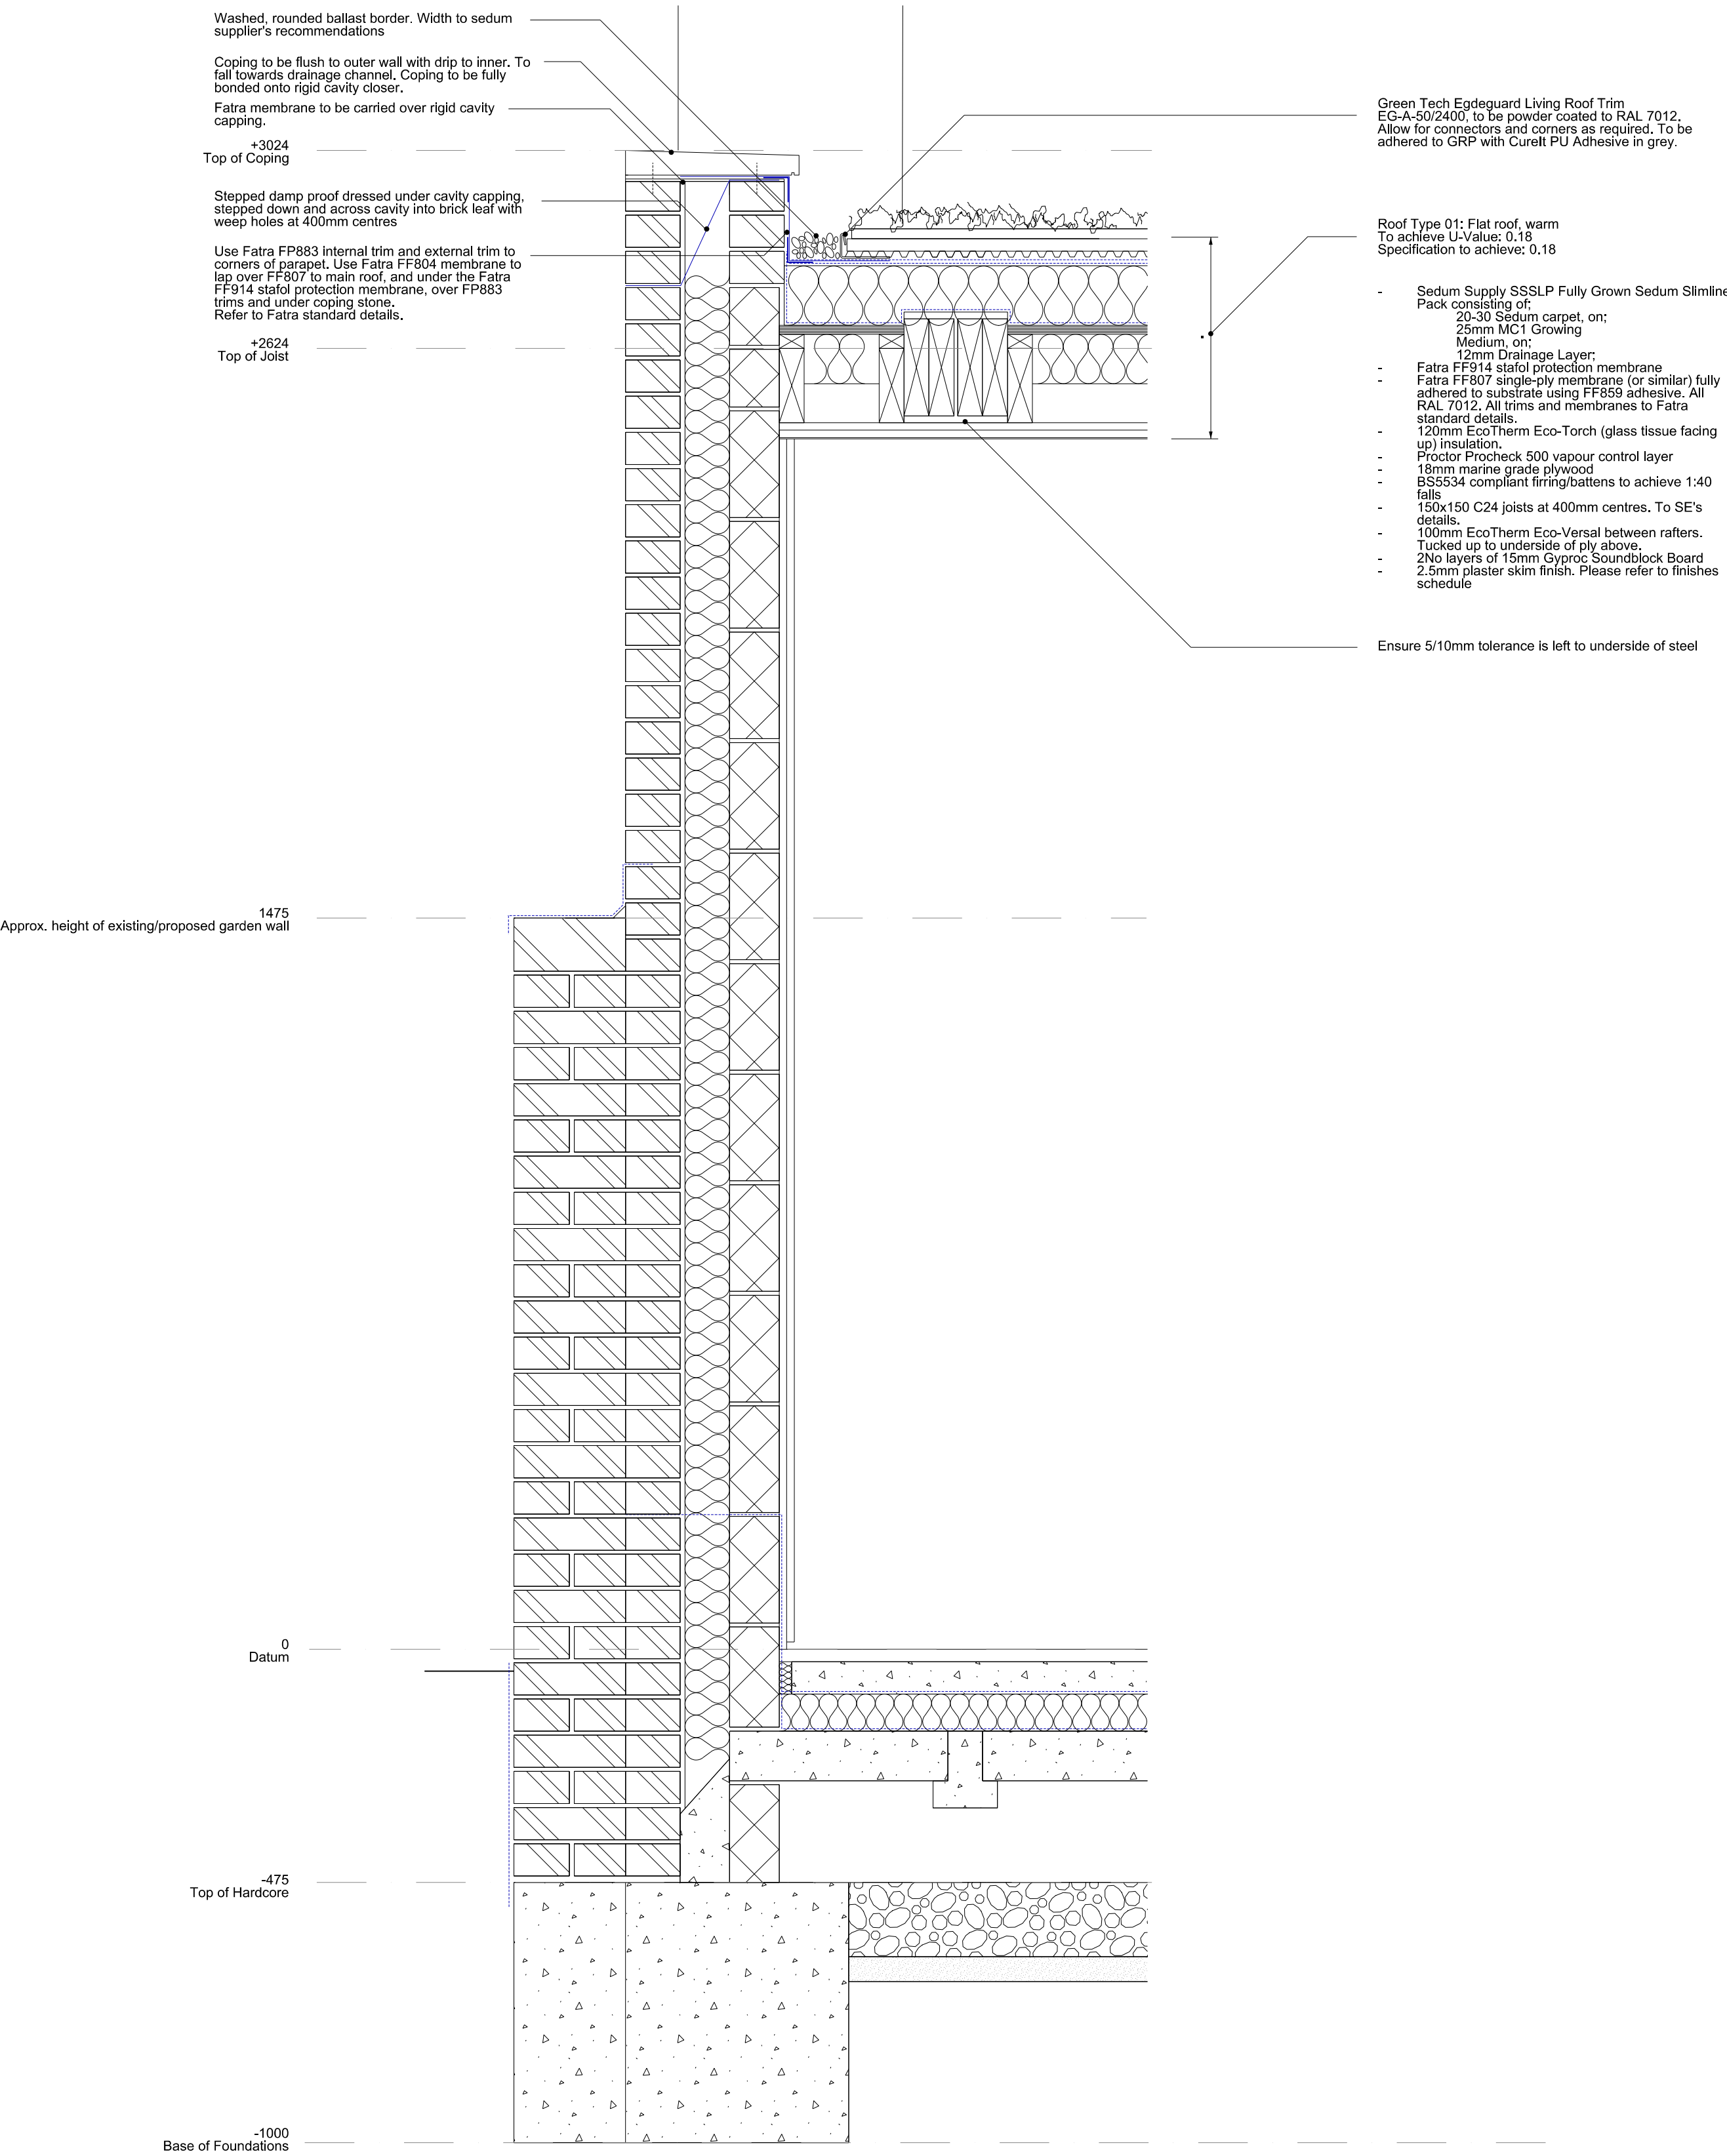 Washed, rounded ballast border. Width to sedum
supplier's recommendations
Coping to be flush to outer wall with drip to inner. To
fall towards drainage channel. Coping to be fully
bonded onto rigid cavity closer.
Fatra membrane to be carried over rigid cavity
capping.
+3024
Top of Coping
Stepped damp proof dressed under cavity capping,
stepped down and across cavity into brick leaf with
weep holes at 400mm centres
Use Fatra FP883 internal trim and external trim to
corners of parapet. Use Fatra FF804 membrane to
lap over FF807 to main roof, and under the Fatra
FF914 stafol protection membrane, over FP883
trims and under coping stone.
Refer to Fatra standard details.
+2624
Top of Joist
Green Tech Egdeguard Living Roof Trim
EG-A-50/2400, to be powder coated to RAL 7012.
Allow for connectors and corners as required. To be
adhered to GRP with CureIt PU Adhesive in grey.
Roof Type 01: Flat roof, warm
To achieve U-Value: 0.18
Specification to achieve: 0.18
- Sedum Supply SSSLP Fully Grown Sedum Slimline
Pack consisting of;
20-30 Sedum carpet, on;
25mm MC1 Growing
Medium, on;
12mm Drainage Layer;
- Fatra FF914 stafol protection membrane
- Fatra FF807 single-ply membrane (or similar) fully
adhered to substrate using FF859 adhesive. All
RAL 7012. All trims and membranes to Fatra
standard details.
- 120mm EcoTherm Eco-Torch (glass tissue facing
up) insulation.
- Proctor Procheck 500 vapour control layer
- 18mm marine grade plywood
- BS5534 compliant firring/battens to achieve 1:40
falls
- 150x150 C24 joists at 400mm centres. To SE's
details.
- 100mm EcoTherm Eco-Versal between rafters.
Tucked up to underside of ply above.
- 2No layers of 15mm Gyproc Soundblock Board
- 2.5mm plaster skim finish. Please refer to finishes
schedule
Ensure 5/10mm tolerance is left to underside of steel
1475
Approx. height of existing/proposed garden wall
0
Datum
-475
Top of Hardcore
-1000
Base of Foundations